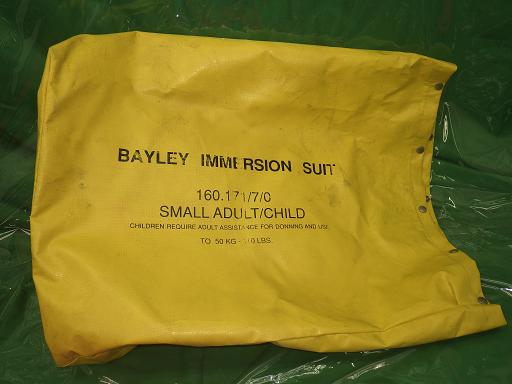 BAYLEY IMMERSION SUIT
160.171/7/0
SMALL ADULT/CHILD
CHILDREN REQUIRE ADULT ASSISTANCE FOR DONNING AND USE
TO 50 KG - 110 LBS.